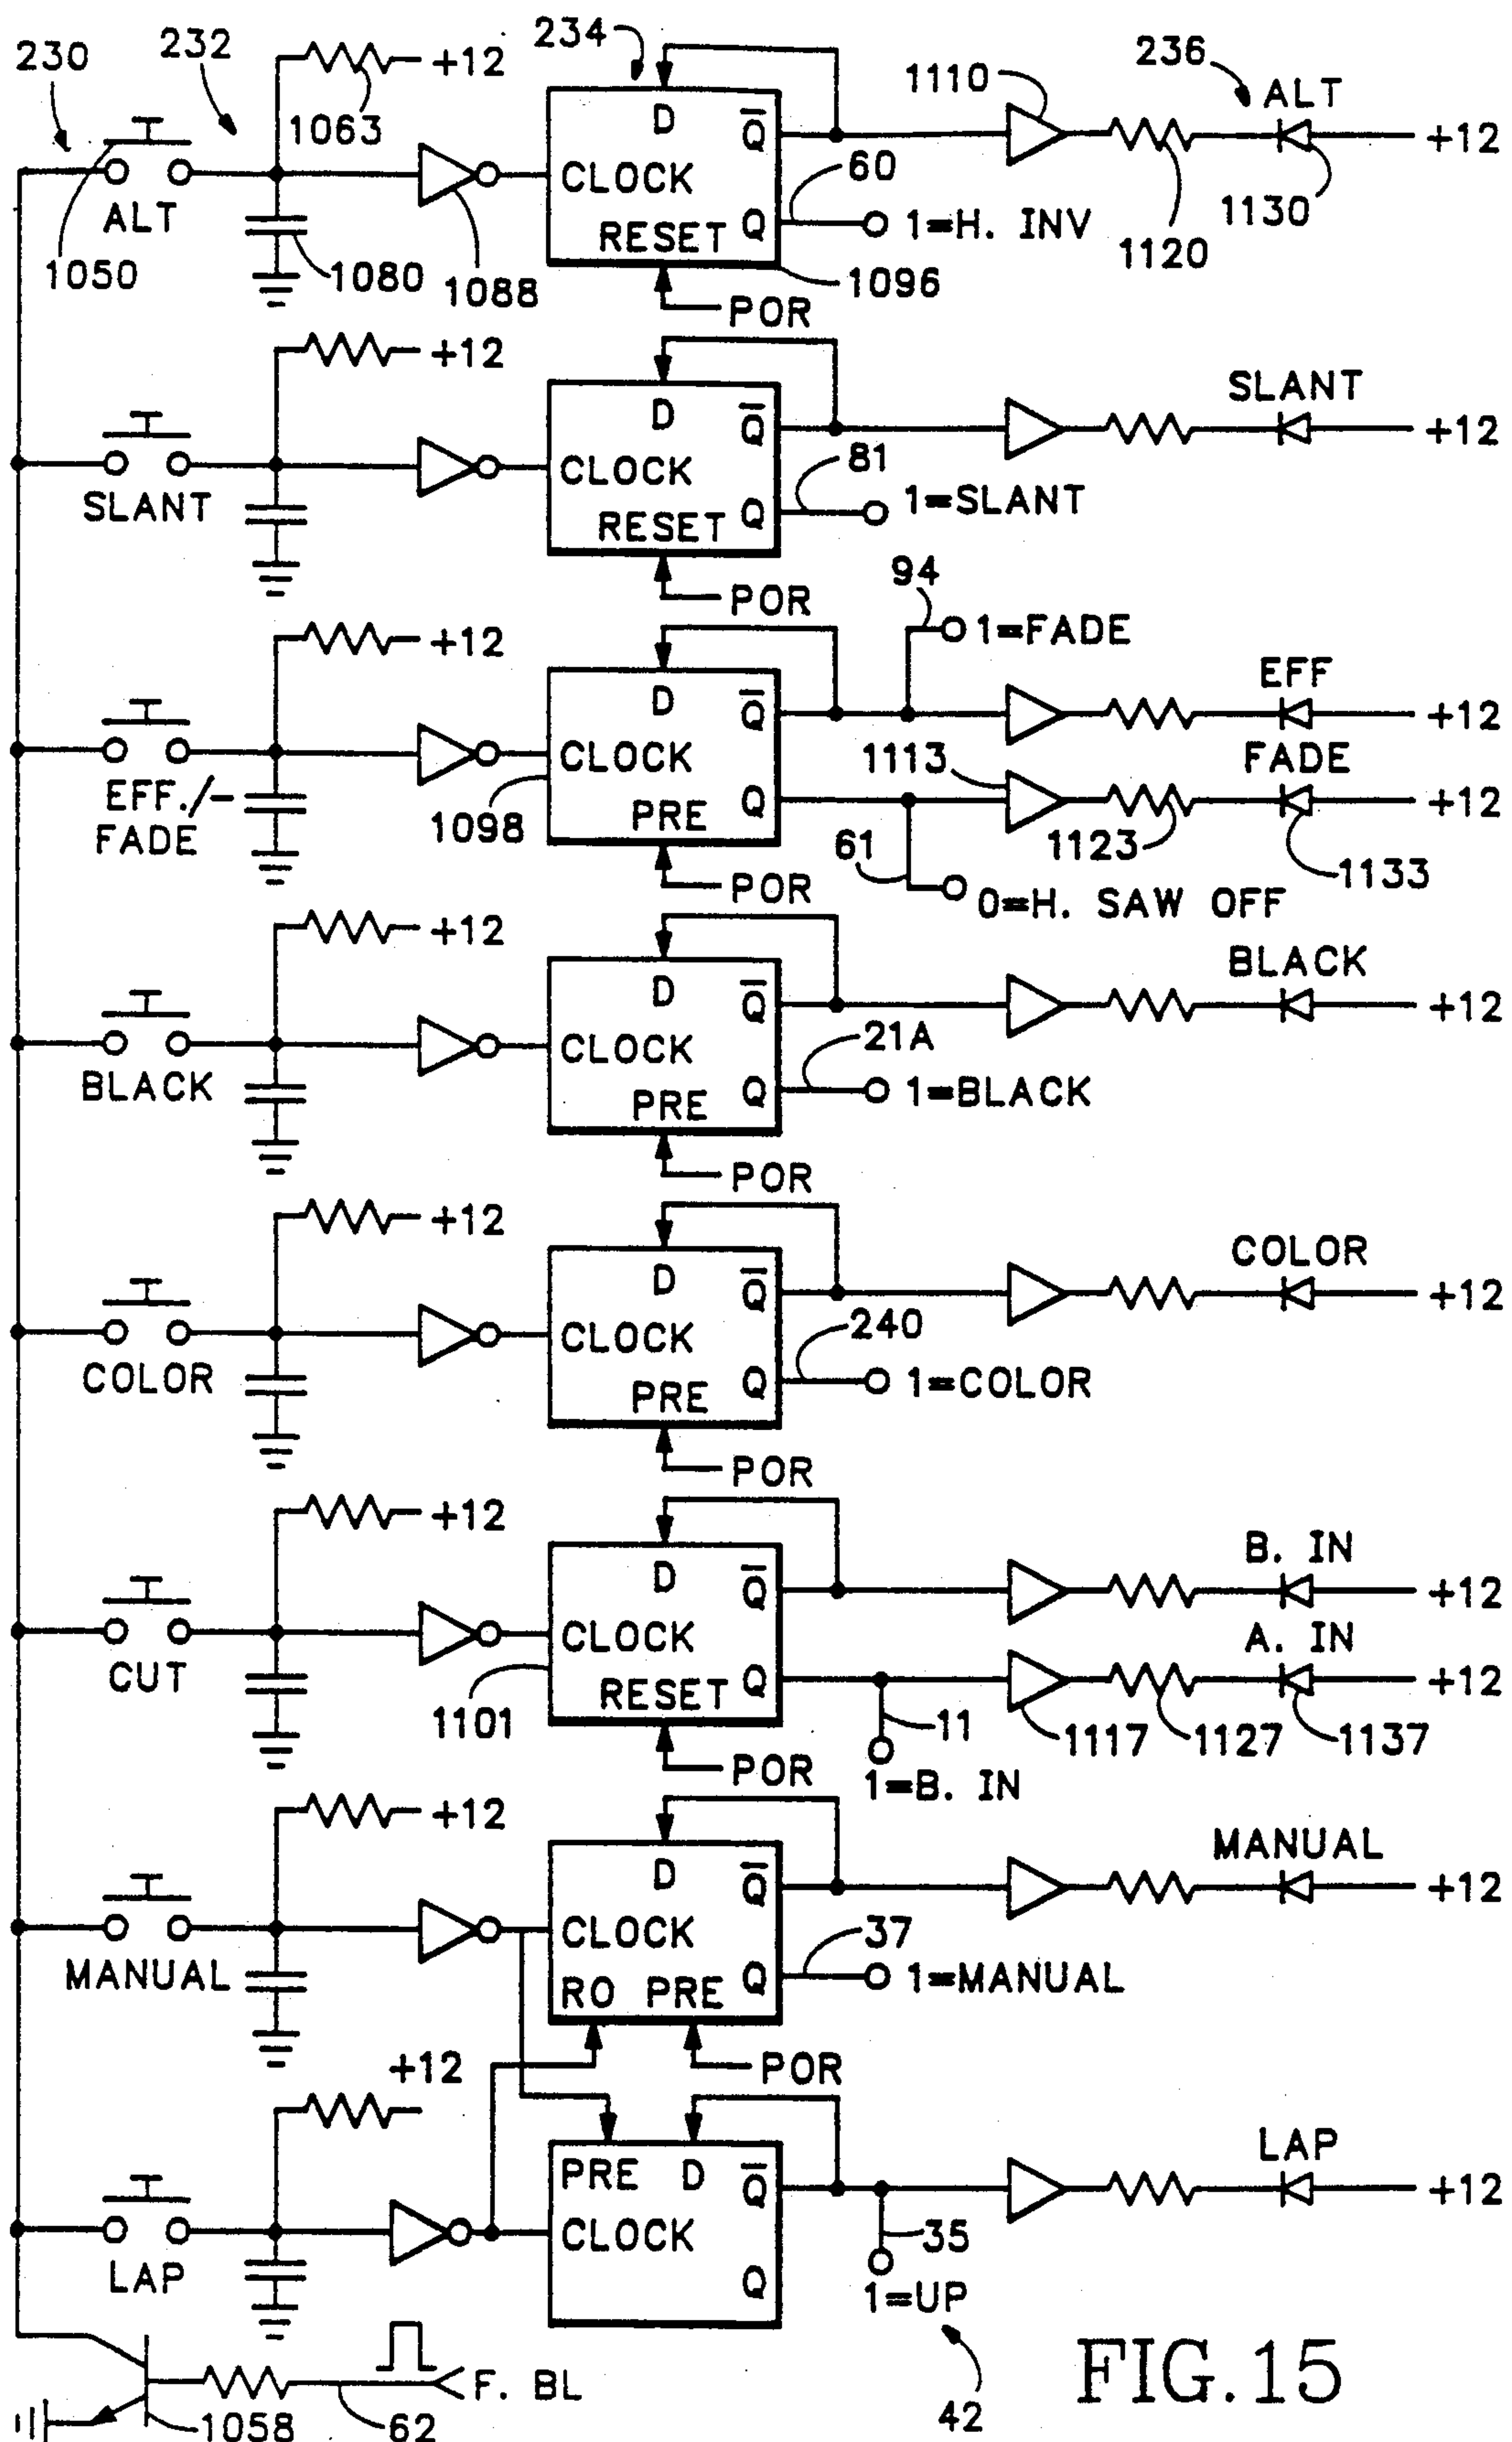 230
232
+12
1063
234
1110
236
ALT
+12
ALT
1050
1080
1088
D
Q̅
CLOCK
RESET
Q
60
1=H. INV
1096
POR
1120
1130
+12
SLANT
D
Q̅
CLOCK
RESET
Q
81
1=SLANT
POR
SLANT
+12
+12
EFF./-
FADE
1098
D
Q̅
CLOCK
PRE
Q
POR
94
1=FADE
EFF
+12
1113
FADE
+12
61
1123
1133
0=H. SAW OFF
+12
BLACK
D
Q̅
CLOCK
PRE
Q
21A
1=BLACK
POR
BLACK
+12
+12
COLOR
D
Q̅
CLOCK
PRE
Q
240
1=COLOR
POR
COLOR
+12
+12
CUT
1101
D
Q̅
CLOCK
RESET
Q
POR
B. IN
+12
A. IN
+12
11
1117
1127
1137
1=B. IN
+12
MANUAL
D
Q̅
CLOCK
RO PRE
Q
37
1=MANUAL
POR
MANUAL
+12
+12
LAP
PRE D
Q̅
CLOCK
Q
35
1=UP
LAP
+12
1058
62
F. BL
42
FIG. 15